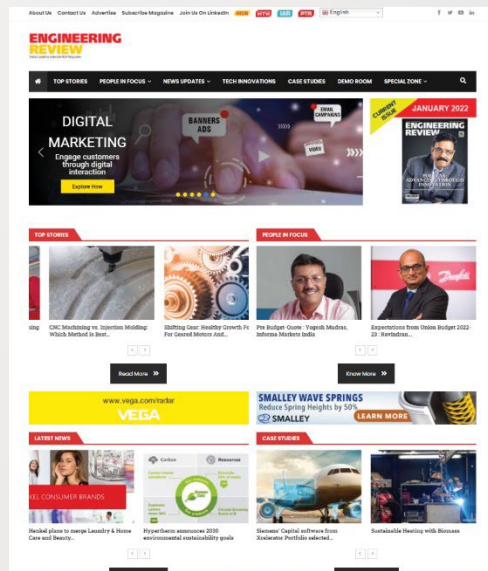 About Us Contact Us Advertise Subscribe Magazine Join Us On LinkedIn
English
ENGINEERING
REVIEW
TOP STORIES PEOPLE IN FOCUS NEWS UPDATES TECH INNOVATIONS CASE STUDIES DEMO ROOM SPECIAL ZONE
DIGITAL
MARKETING
Engage customers
through digital
interaction
Explore Now
BANNERS
ADS
EMAIL
CAMPAIGNS
VIDEO
CURRENT
ISSUE
JANUARY 2022
ENGINEERING
REVIEW
TOP STORIES
PEOPLE IN FOCUS
Danfoss
sing
CNC Machining vs. Injection Molding:
Which Method Is Best...
Shifting Gear: Healthy Growth Fo
For Geared Motors And...
Pre Budget-Quote : Yogesh Mudras,
Informa Markets India
Expectations from Union Budget 2022-
23 : Ravindran...
Read More
Know More
www.vega.com/radar
VEGA
SMALLEY WAVE SPRINGS
Reduce Spring Heights by 50%
SMALLEY
LEARN MORE
LATEST NEWS
CASE STUDIES
KEL CONSUMER BRANDS
Carbon
Resources
Henkel plans to merge Laundry & Home
Care and Beauty...
Hypertherm announces 2030
environmental sustainability goals
Siemens' Capital software from
Xcelerator Portfolio selected...
Sustainable Heating with Biomass